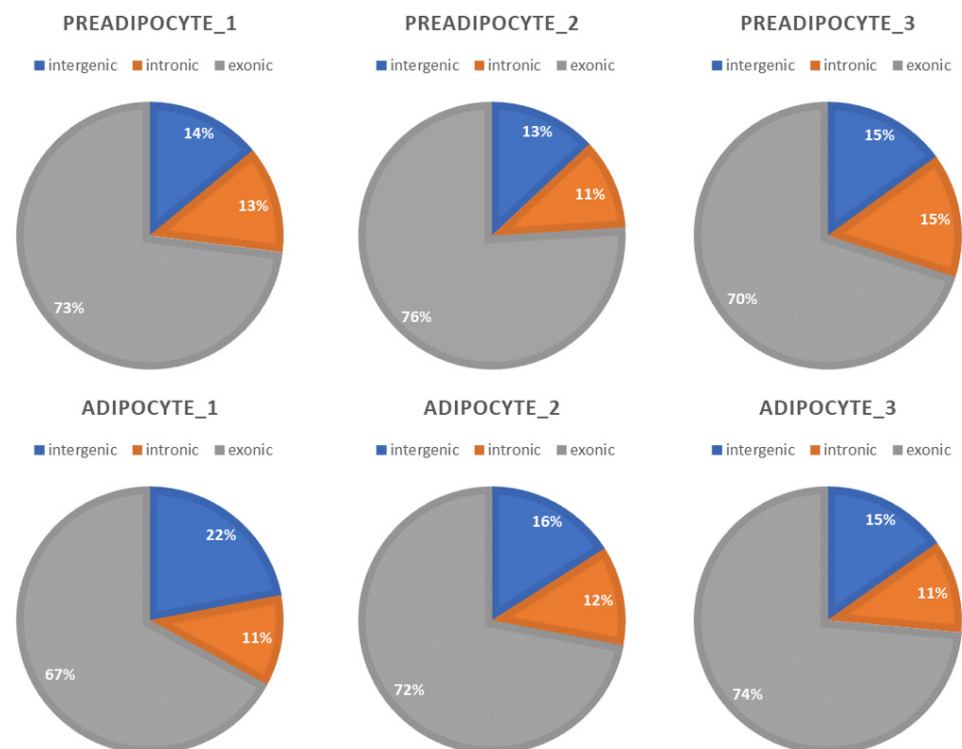 PREADIPOCYTE_1
intergenic intronic exonic
14%
13%
73%
PREADIPOCYTE_2
intergenic intronic exonic
13%
11%
76%
PREADIPOCYTE_3
intergenic intronic exonic
15%
15%
70%
ADIPOCYTE_1
intergenic intronic exonic
22%
11%
67%
ADIPOCYTE_2
intergenic intronic exonic
16%
12%
72%
ADIPOCYTE_3
intergenic intronic exonic
15%
11%
74%